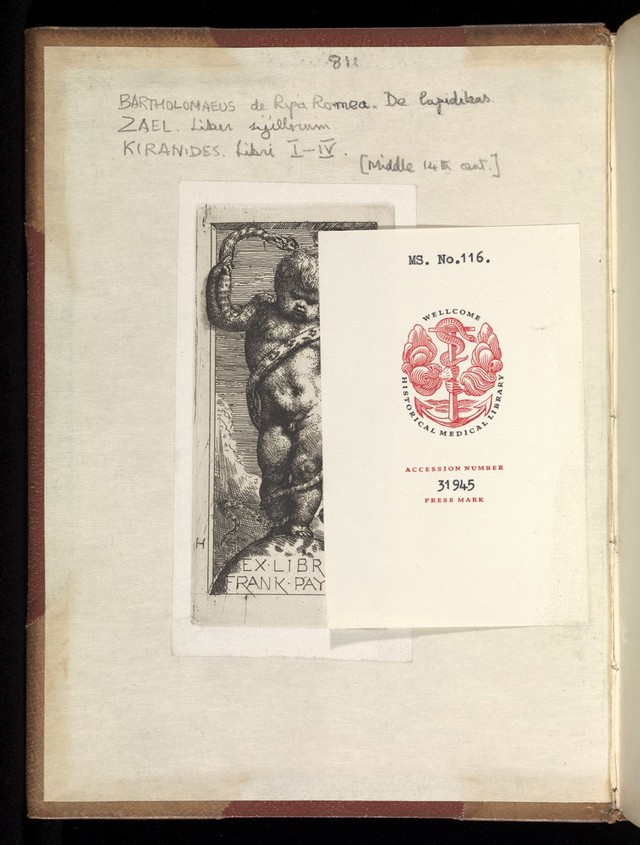 811
BARTHOLOMAEUS de Ripa Romea. De lapidibus.
ZAEL. Liber sigillorum
KIRANIDES. Libri I–IV.
[Middle 14th cent.]
MS. No.116.
WELLCOME
HISTORICAL MEDICAL LIBRARY
ACCESSION NUMBER
31945
PRESS MARK
H
EX·LIBR
FRANK·PAY